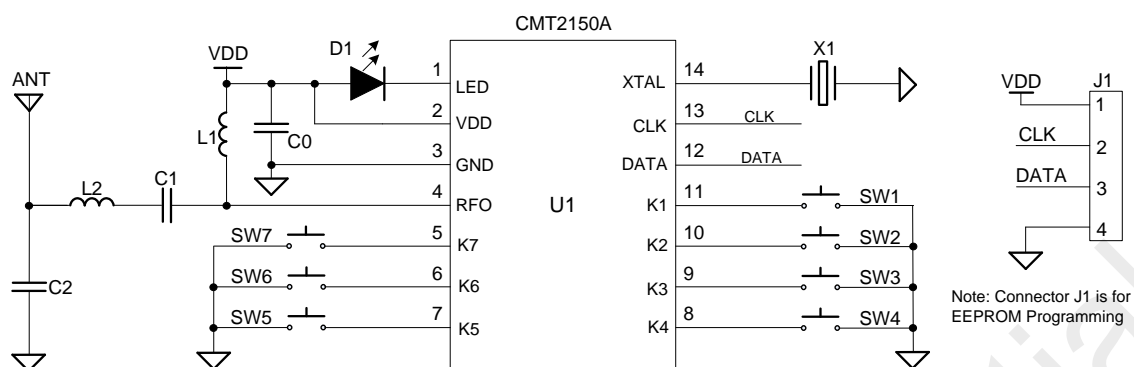 CMT2150A
VDD
D1
X1
ANT
1
LED
XTAL
14
L1
C0
2
VDD
CLK
13
CLK
3
GND
DATA
12
DATA
L2
C1
4
RFO
U1
K1
11
SW1
SW7
5
K7
K2
10
SW2
C2
SW6
6
K6
K3
9
SW3
SW5
7
K5
K4
8
SW4
VDD
J1
1
CLK
2
DATA
3
4
Note: Connector J1 is for
EEPROM Programming